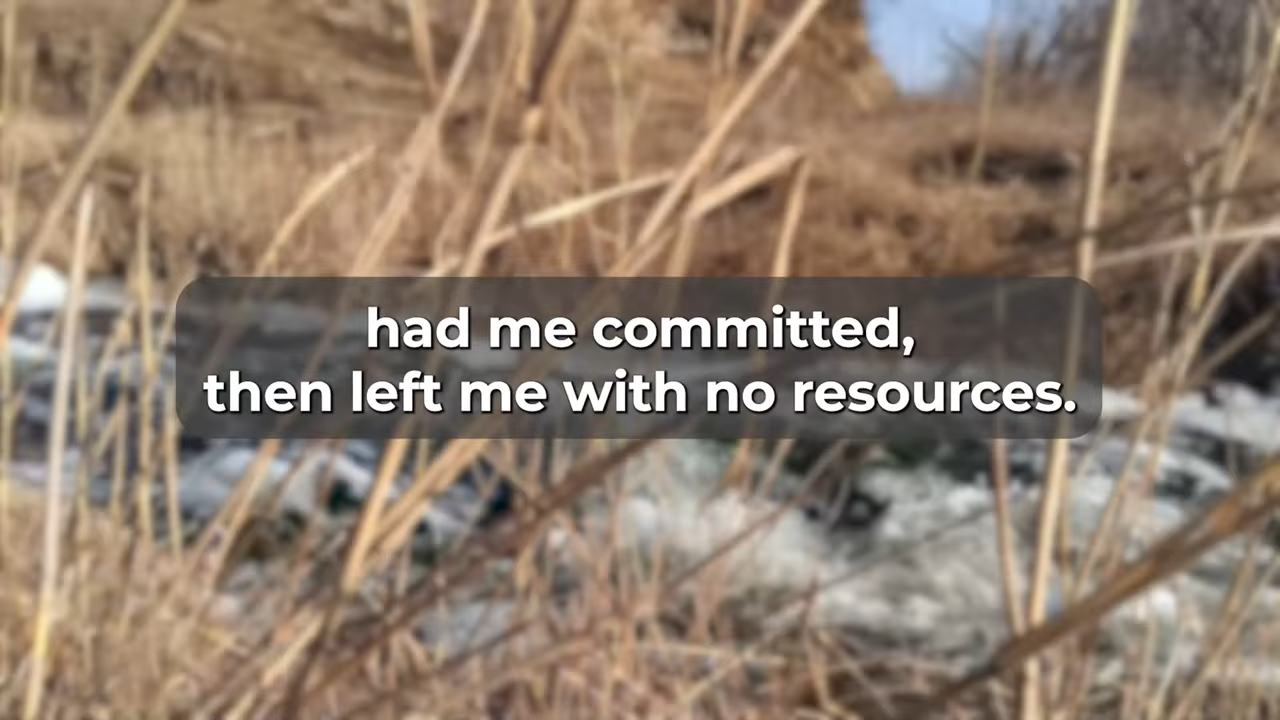 had me committed,
then left me with no resources.